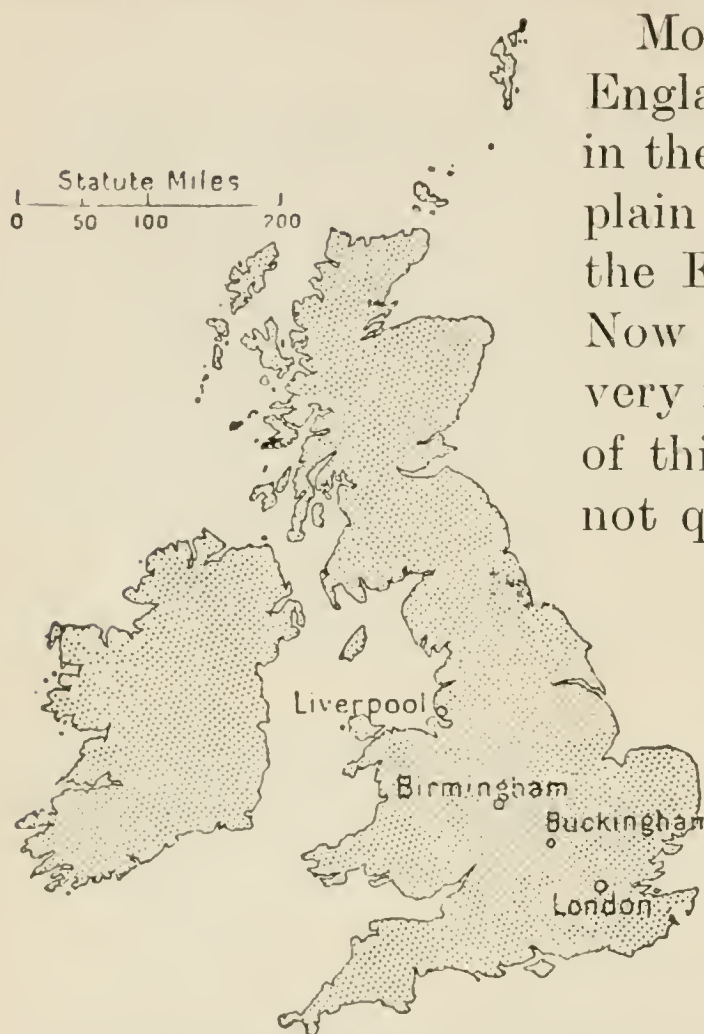 Mo
Engla
in the
plain
the E
Now
very
of thi
not q
Statute Miles
0 50 100 200
Liverpool
Birmingham
Buckingham
London